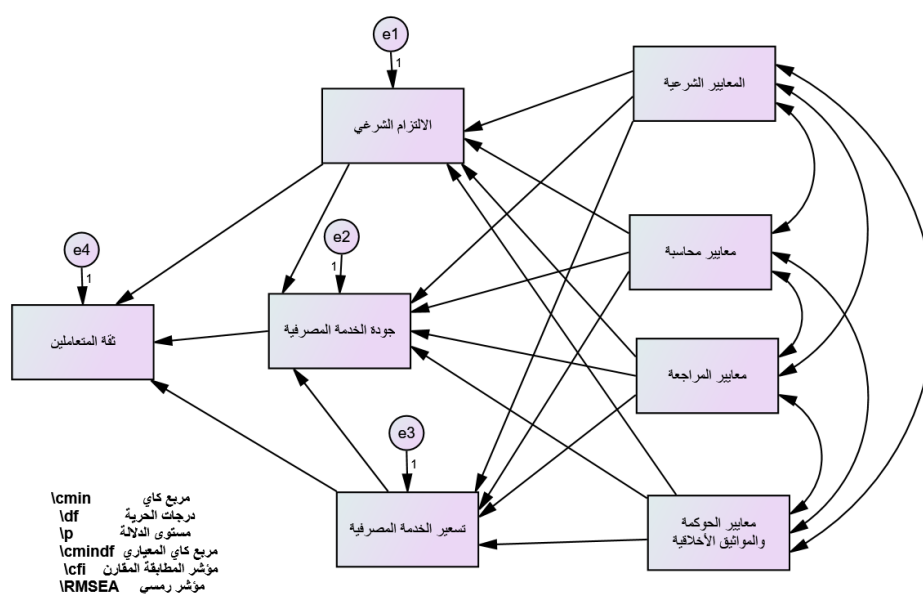 e1
1
المعايير الشرعية
الالتزام الشرغي
e2
1
معايير محاسبة
e4
1
جودة الخدمة المصرفية
ثقة المتعاملين
معايير المراجعة
e3
1
تسعير الخدمة المصرفية
معايير الحوكمة
والمواثيق الأخلاقية
مربع كاي \cmin
درجات الحرية \df
مستوى الدلالة \p
مربع كاي المعياري \cmindf
مؤشر المطابقة المقارن \cfi
مؤشر رمسي \RMSEA